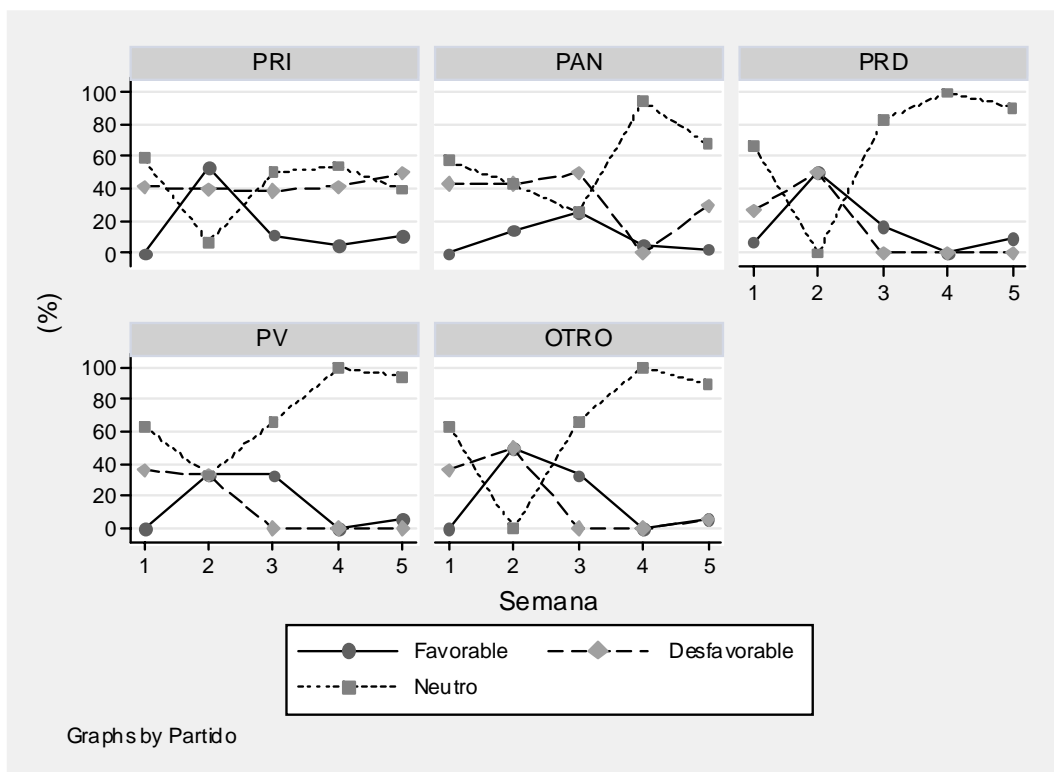 PRI PAN PRD
100
80
60
40
20
0
1 2 3 4 5
(%)
PV OTRO
100
80
60
40
20
0
1 2 3 4 5 1 2 3 4 5
Semana
Favorable Desfavorable
Neutro
Graphs by Partido